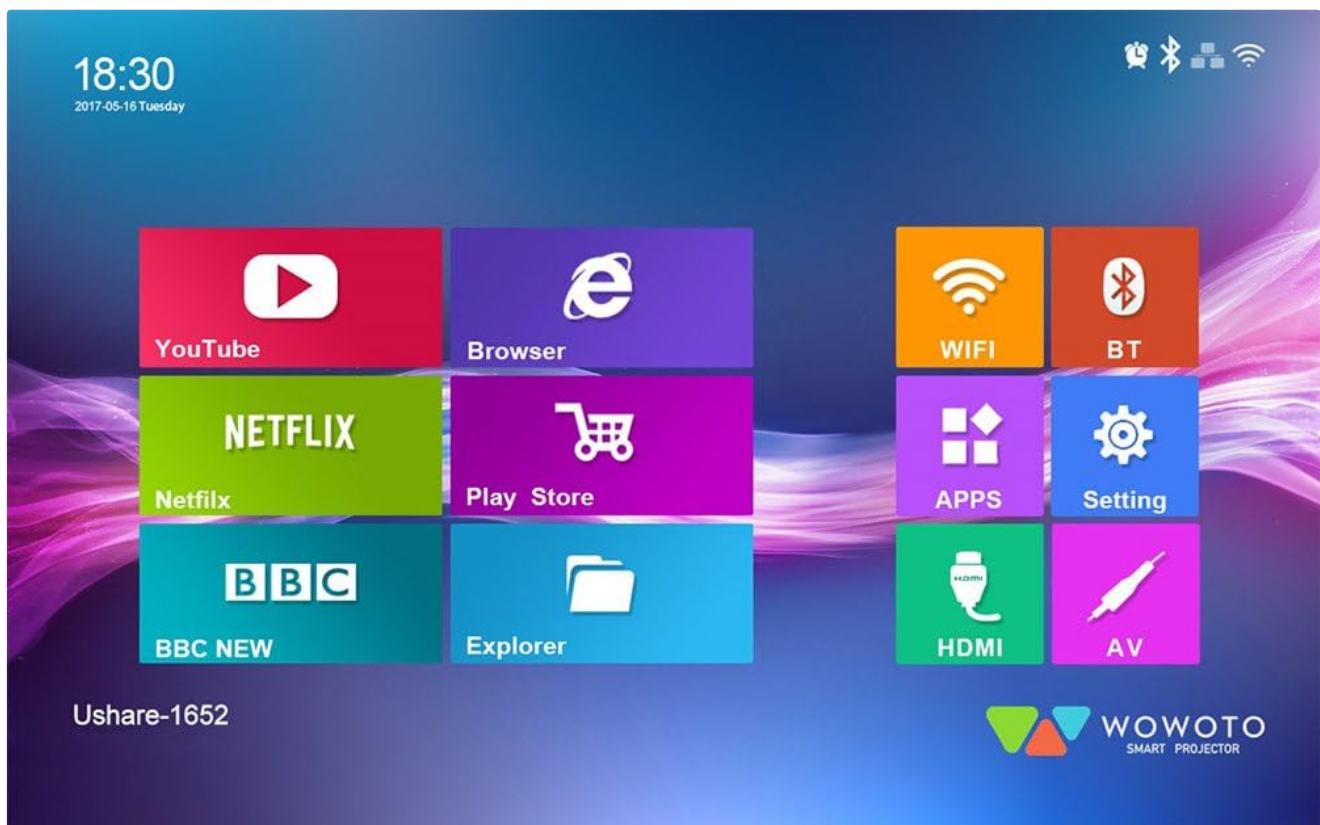 18:30
2017-05-16 Tuesday
YouTube
Browser
NETFLIX
Netfilx
Play Store
BBC
BBC NEW
Explorer
WIFI
BT
APPS
Setting
HDMI
HDMI
AV
Ushare-1652
WOWOTO
SMART PROJECTOR